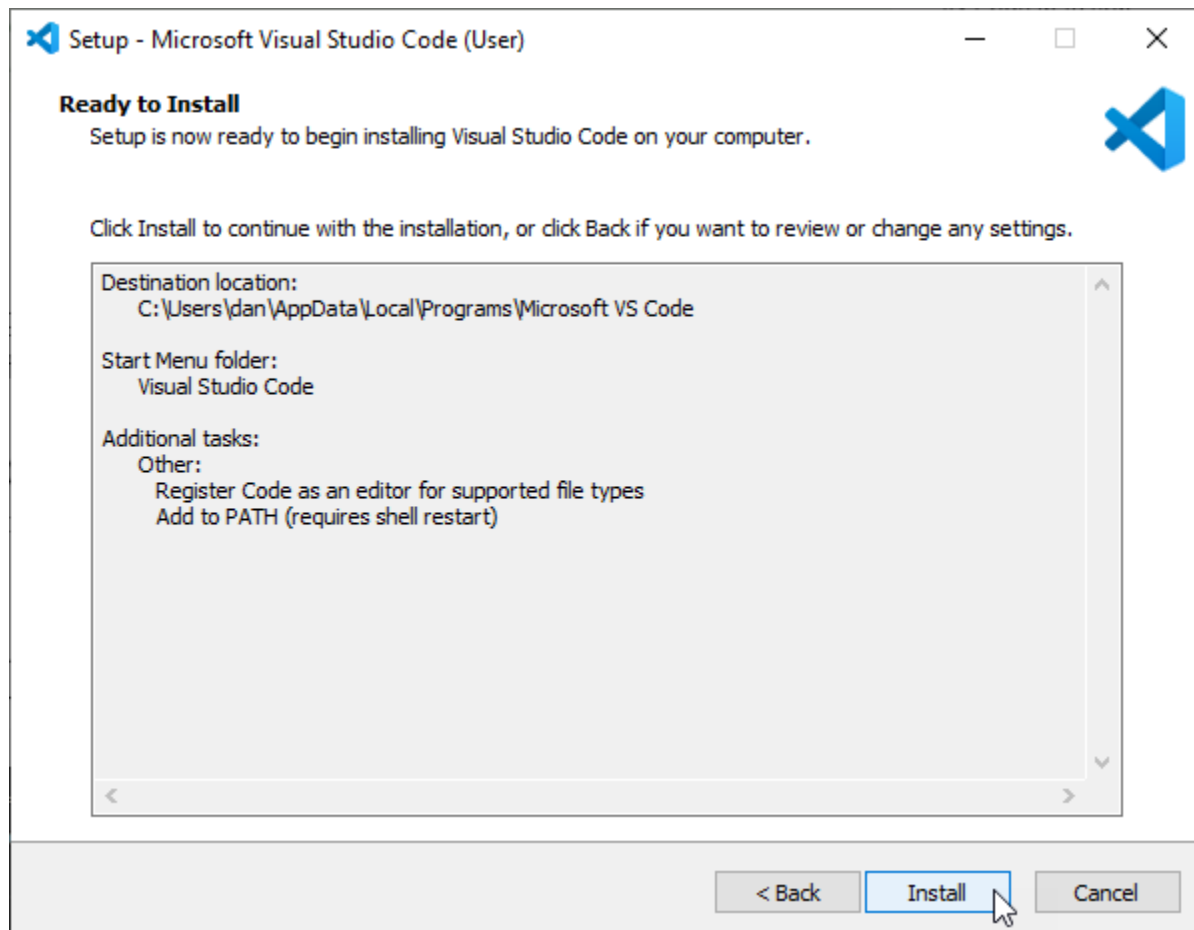 Setup - Microsoft Visual Studio Code (User)
Ready to Install
Setup is now ready to begin installing Visual Studio Code on your computer.
Click Install to continue with the installation, or click Back if you want to review or change any settings.
Destination location:
C:\Users\dan\AppData\Local\Programs\Microsoft VS Code
Start Menu folder:
Visual Studio Code
Additional tasks:
Other:
Register Code as an editor for supported file types
Add to PATH (requires shell restart)
< Back
Install
Cancel